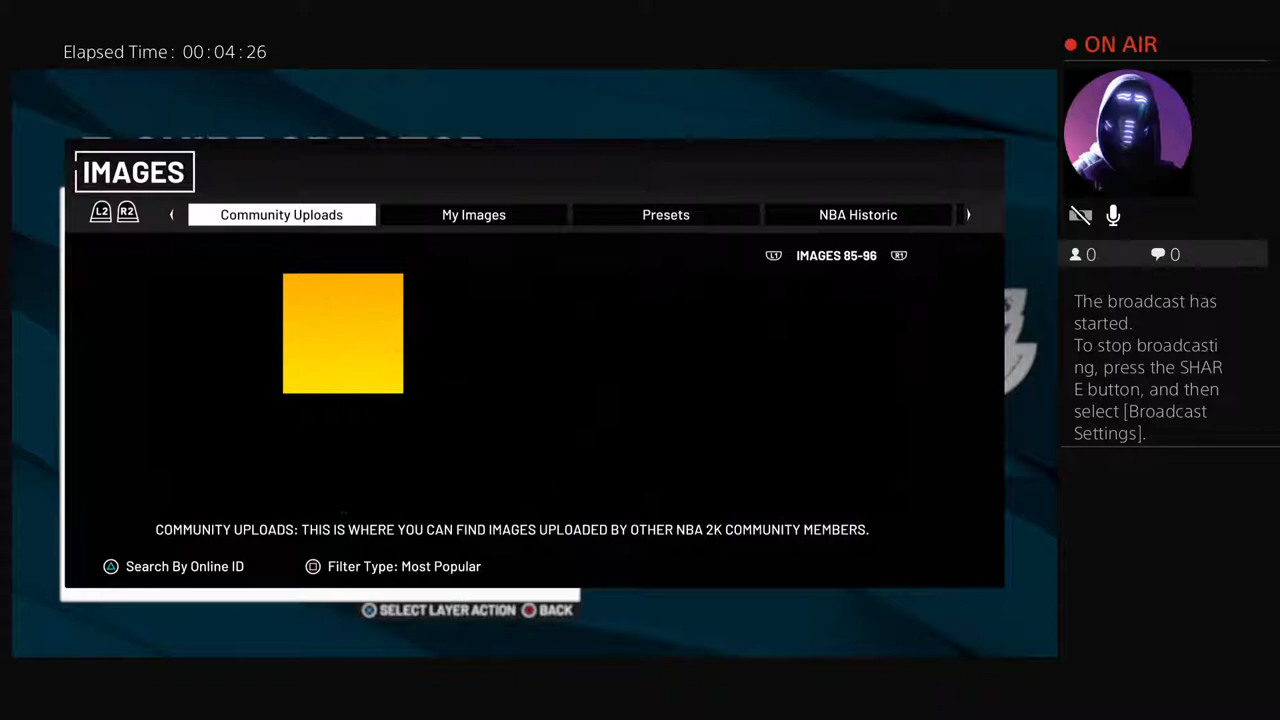 Elapsed Time: 00:04:26
ON AIR
IMAGES
L2 R2 Community Uploads My Images Presets NBA Historic
L1 IMAGES 85-96 R1
0 0
The broadcast has
started.
To stop broadcasti
ng, press the SHAR
E button, and then
select [Broadcast
Settings].
COMMUNITY UPLOADS: THIS IS WHERE YOU CAN FIND IMAGES UPLOADED BY OTHER NBA 2K COMMUNITY MEMBERS.
Search By Online ID Filter Type: Most Popular
SELECT LAYER ACTION BACK